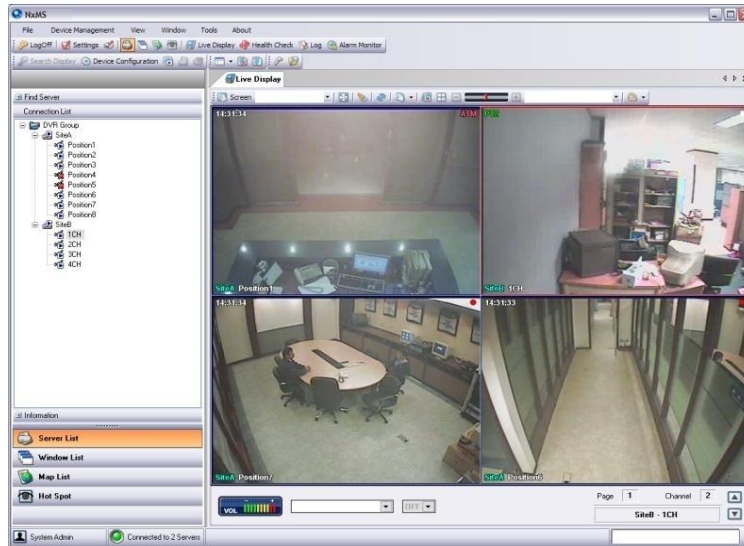 NxMS
File Device Management View Window Tools About
LogOff Settings Live Display Health Check Log Alarm Monitor
Search Display Device Configuration
Live Display
Find Server
Screen
Connection List
DVR Group
SiteA
Position1
Position2
Position3
Position4
Position5
Position6
Position7
Position8
SiteB
1CH
2CH
3CH
4CH
14:31:34
SiteA Position1
SiteB 1CH
14:31:34
14:31:33
SiteA Position7
SiteA Position6
Information
Server List
Window List
Map List
Hot Spot
VOL
OFF
Page 1 Channel 2
SiteB - 1CH
System Admin Connected to 2 Servers